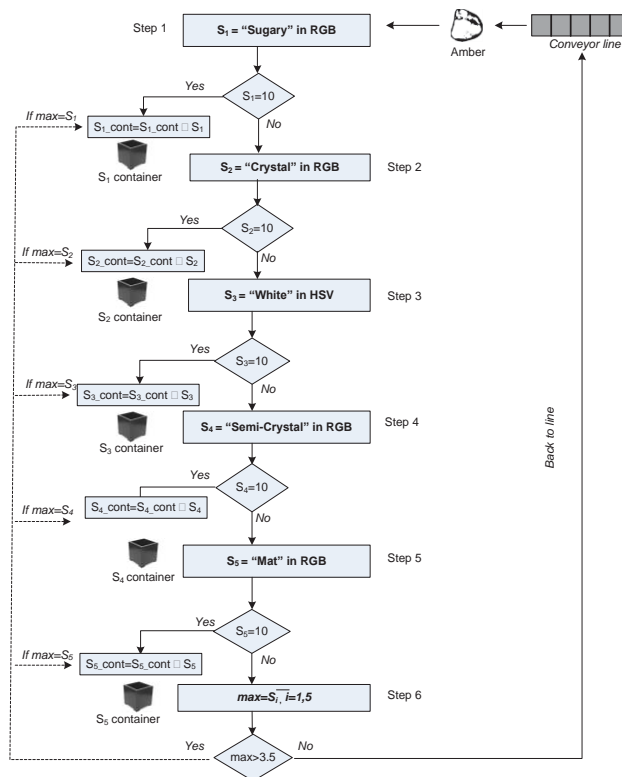 Step 1
S₁ = “Sugary” in RGB
Amber
Conveyor line
Yes
S₁=10
No
If max=S₁
S₁_cont=S₁_cont □ S₁
S₁ container
S₂ = “Crystal” in RGB
Step 2
Yes
S₂=10
No
If max=S₂
S₂_cont=S₂_cont □ S₂
S₂ container
S₃ = “White” in HSV
Step 3
Yes
S₃=10
No
If max=S₃
S₃_cont=S₃_cont □ S₃
S₃ container
S₄ = “Semi-Crystal” in RGB
Step 4
Back to line
Yes
S₄=10
No
If max=S₄
S₄_cont=S₄_cont □ S₄
S₄ container
S₅ = “Mat” in RGB
Step 5
Yes
S₅=10
No
If max=S₅
S₅_cont=S₅_cont □ S₅
S₅ container
max=Sᵢ, i=1,5
Step 6
Yes
max>3.5
No